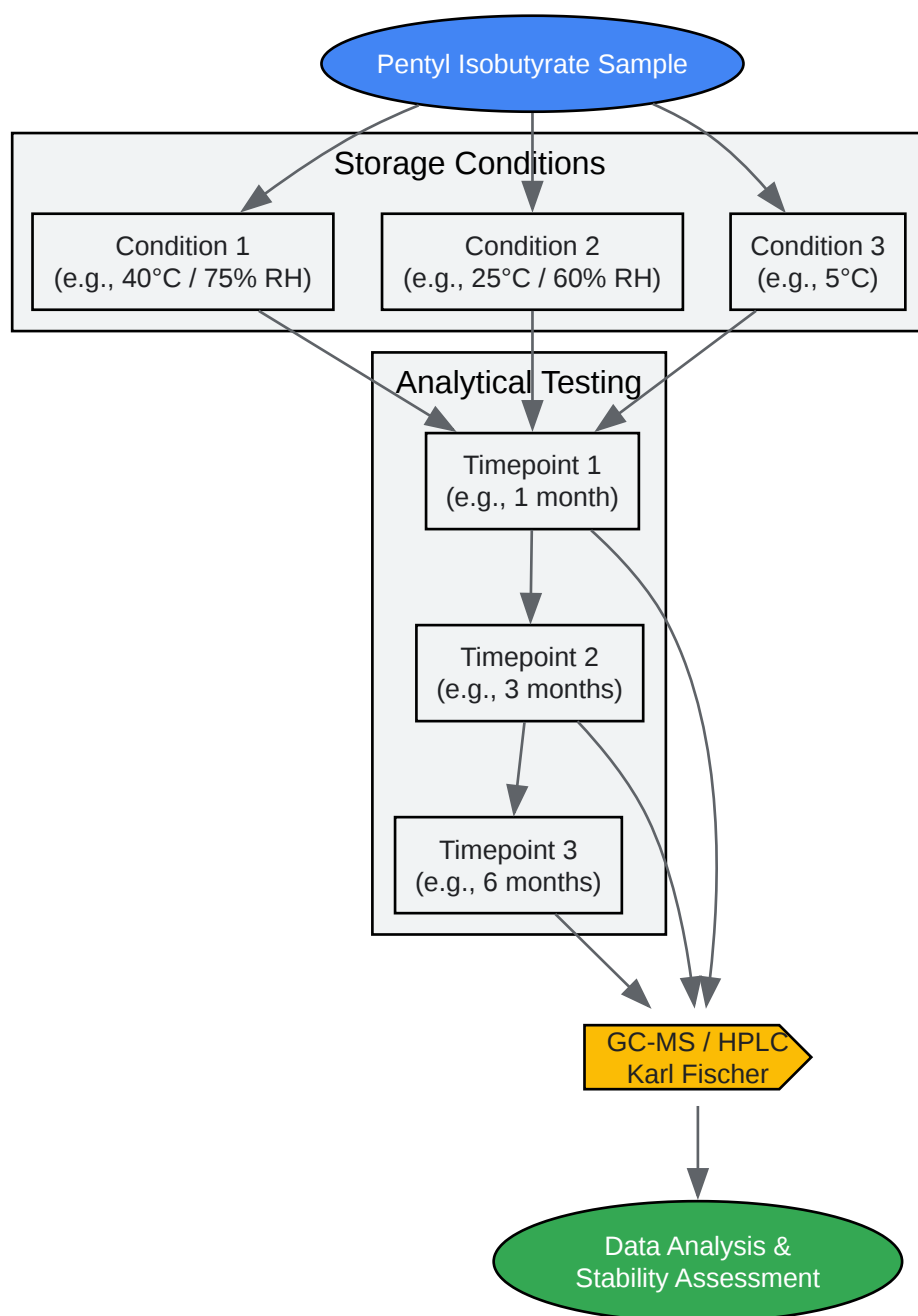 Pentyl Isobutyrate Sample
Storage Conditions
Condition 1
(e.g., 40°C / 75% RH)
Condition 2
(e.g., 25°C / 60% RH)
Condition 3
(e.g., 5°C)
Analytical Testing
Timepoint 1
(e.g., 1 month)
Timepoint 2
(e.g., 3 months)
Timepoint 3
(e.g., 6 months)
GC-MS / HPLC
Karl Fischer
Data Analysis &
Stability Assessment